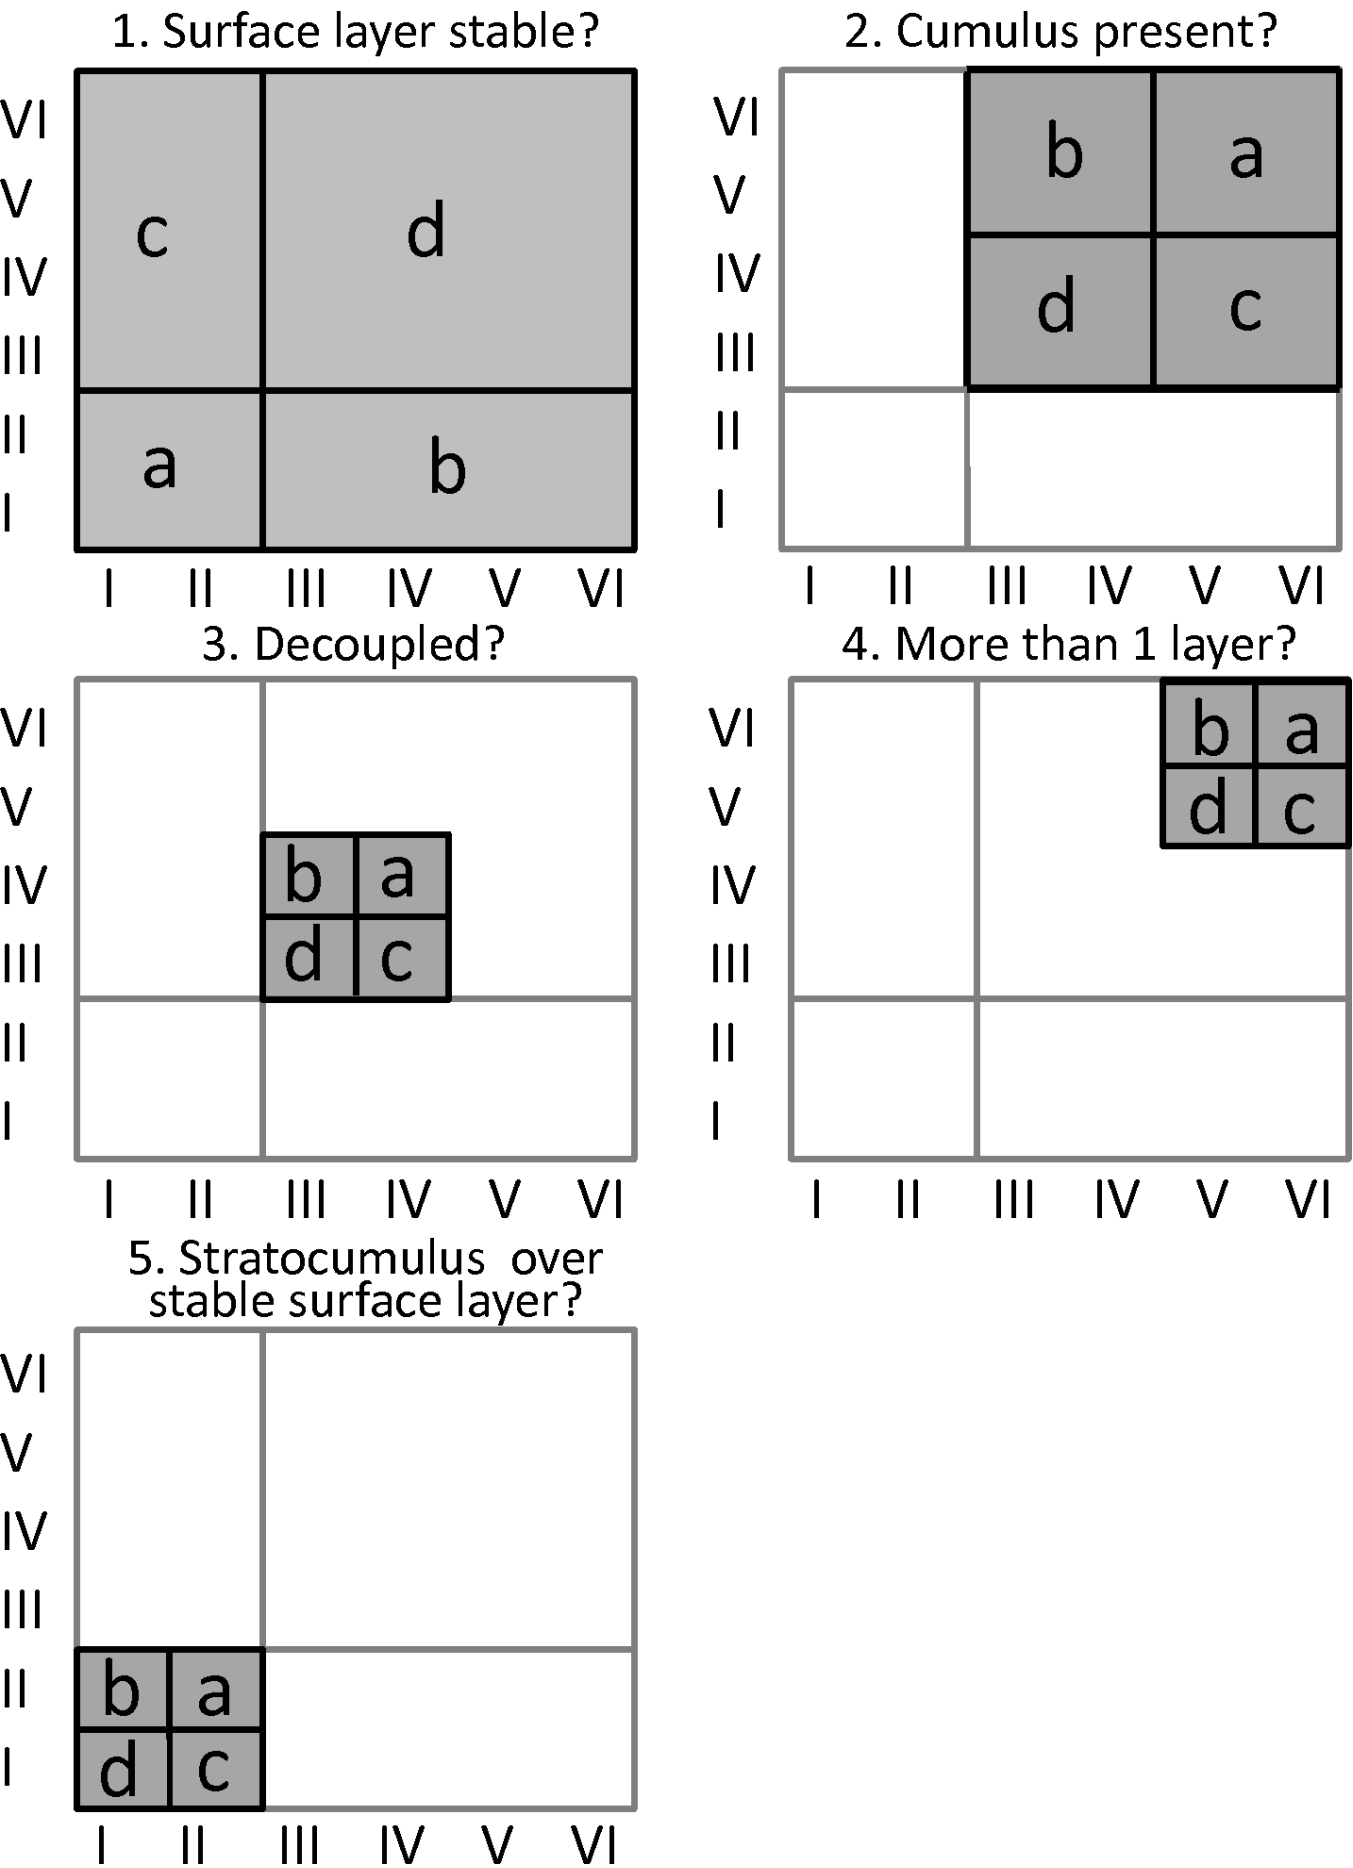 1. Surface layer stable?
VI
V
IV
III
II
I
c
d
a
b
I II III IV V VI
2. Cumulus present?
VI
V
IV
III
II
I
b a
d c
I II III IV V VI
3. Decoupled?
VI
V
IV
III
II
I
b a
d c
I II III IV V VI
4. More than 1 layer?
VI
V
IV
III
II
I
b a
d c
I II III IV V VI
5. Stratocumulus over
stable surface layer?
VI
V
IV
III
II
I
b a
d c
I II III IV V VI